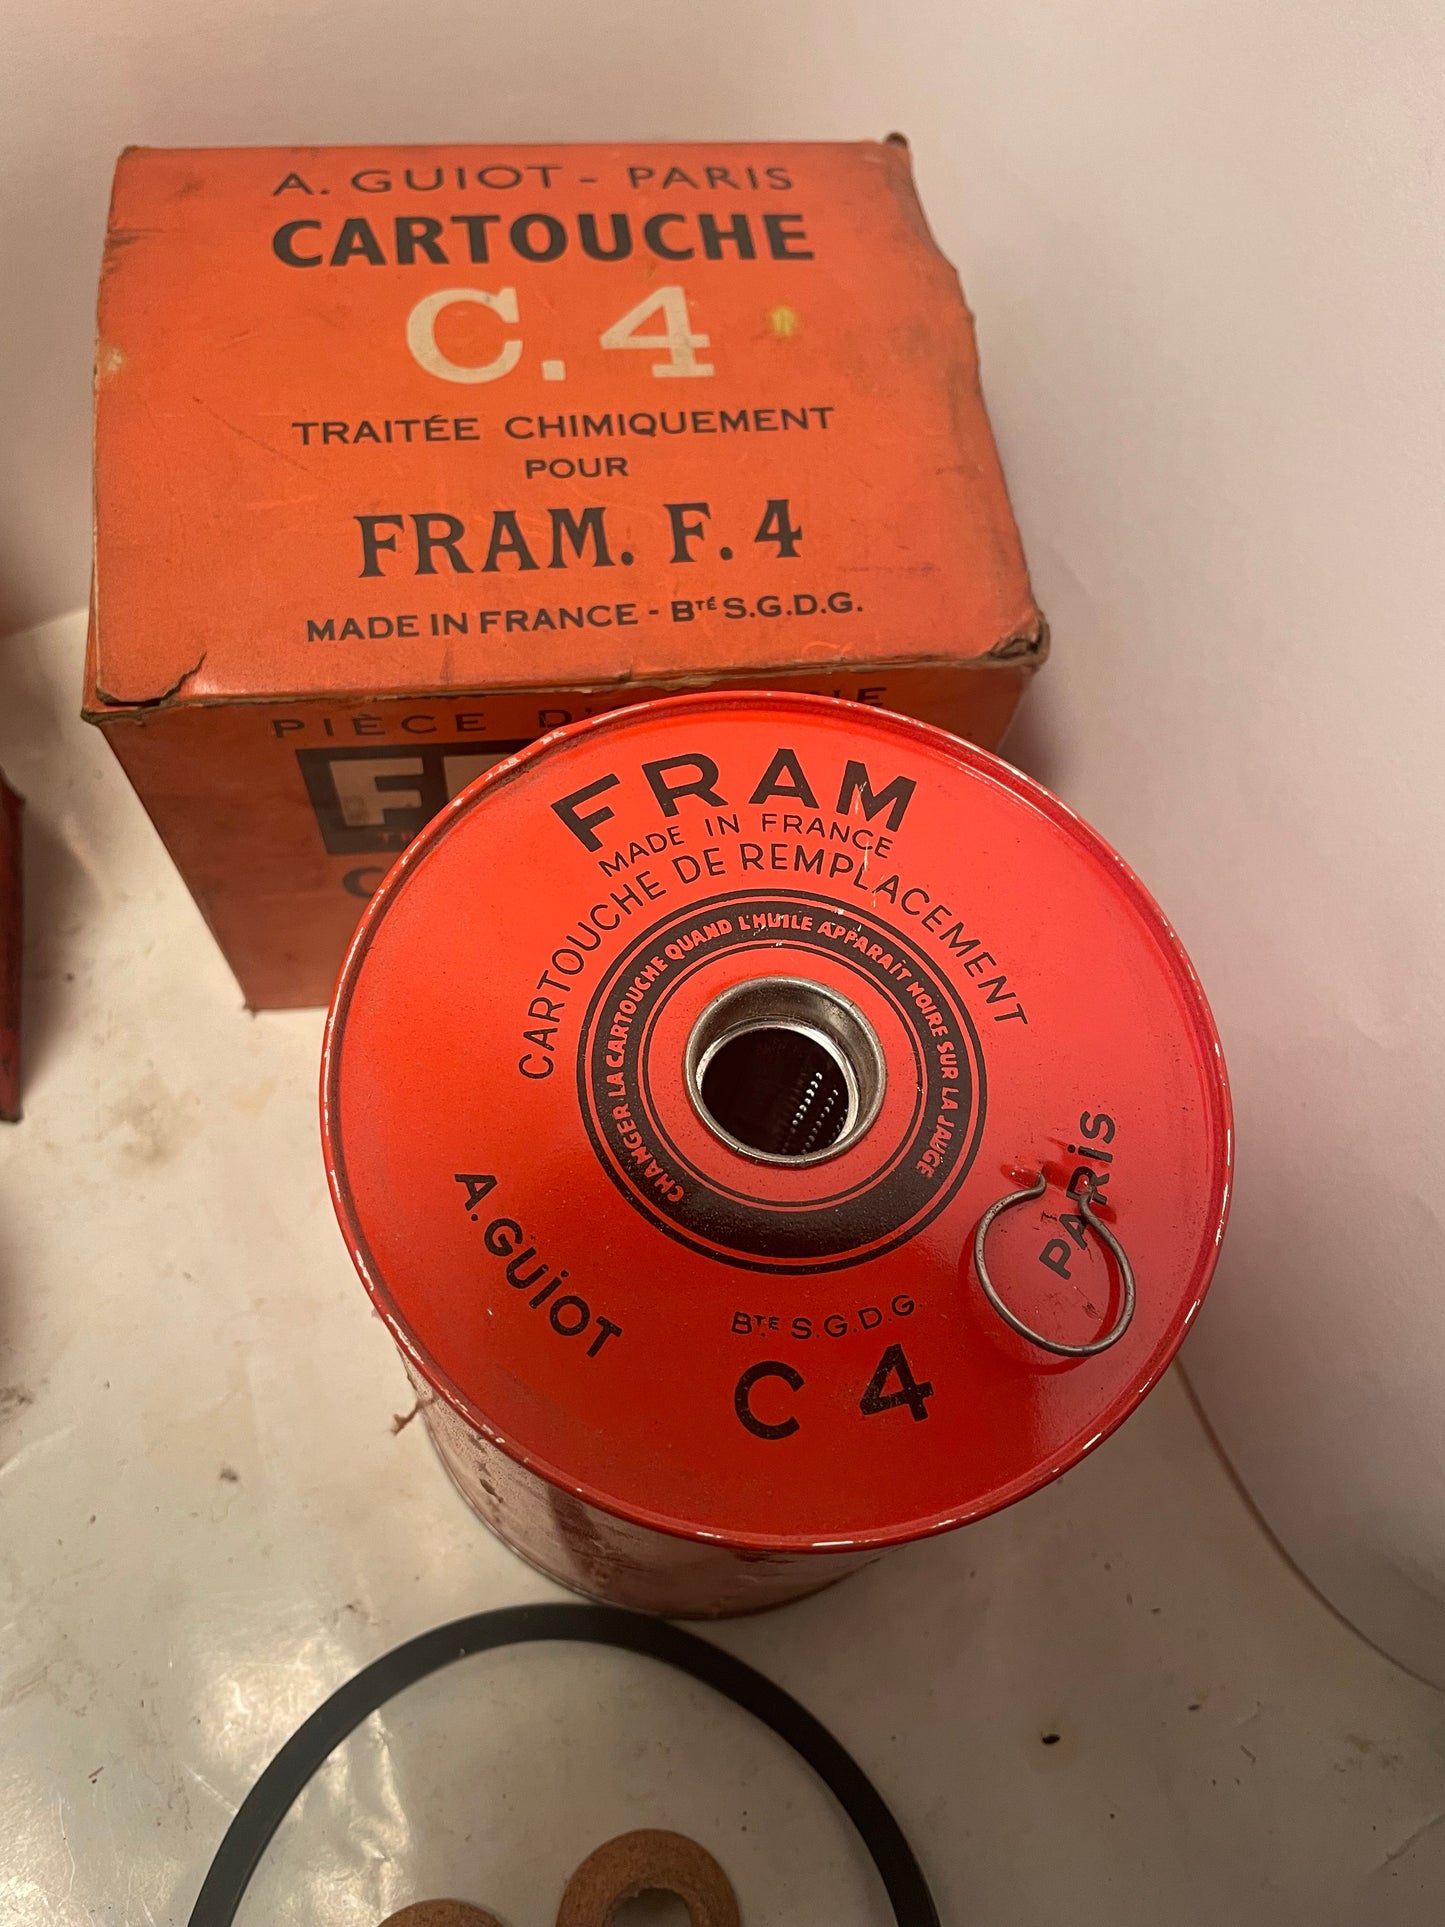 A. GUIOT - PARIS
CARTOUCHE
C. 4
TRAITÉE CHIMIQUEMENT
POUR
FRAM. F. 4
MADE IN FRANCE - BTÉ S.G.D.G.
PIÈCE
FRAM
MADE IN FRANCE
CARTOUCHE DE REMPLACEMENT
CHANGER LA CARTOUCHE QUAND L'HUILE APPARAÎT NOIRE SUR LA JAUGE
A. GUIOT
PARIS
BTÉ S.G.D.G.
C 4